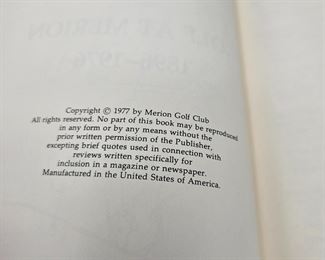 Copyright © 1977 by Merion Golf Club
All rights reserved. No part of this book may be reproduced
in any form or by any means without the
prior written permission of the Publisher,
excepting brief quotes used in connection with
reviews written specifically for
inclusion in a magazine or newspaper.
Manufactured in the United States of America.